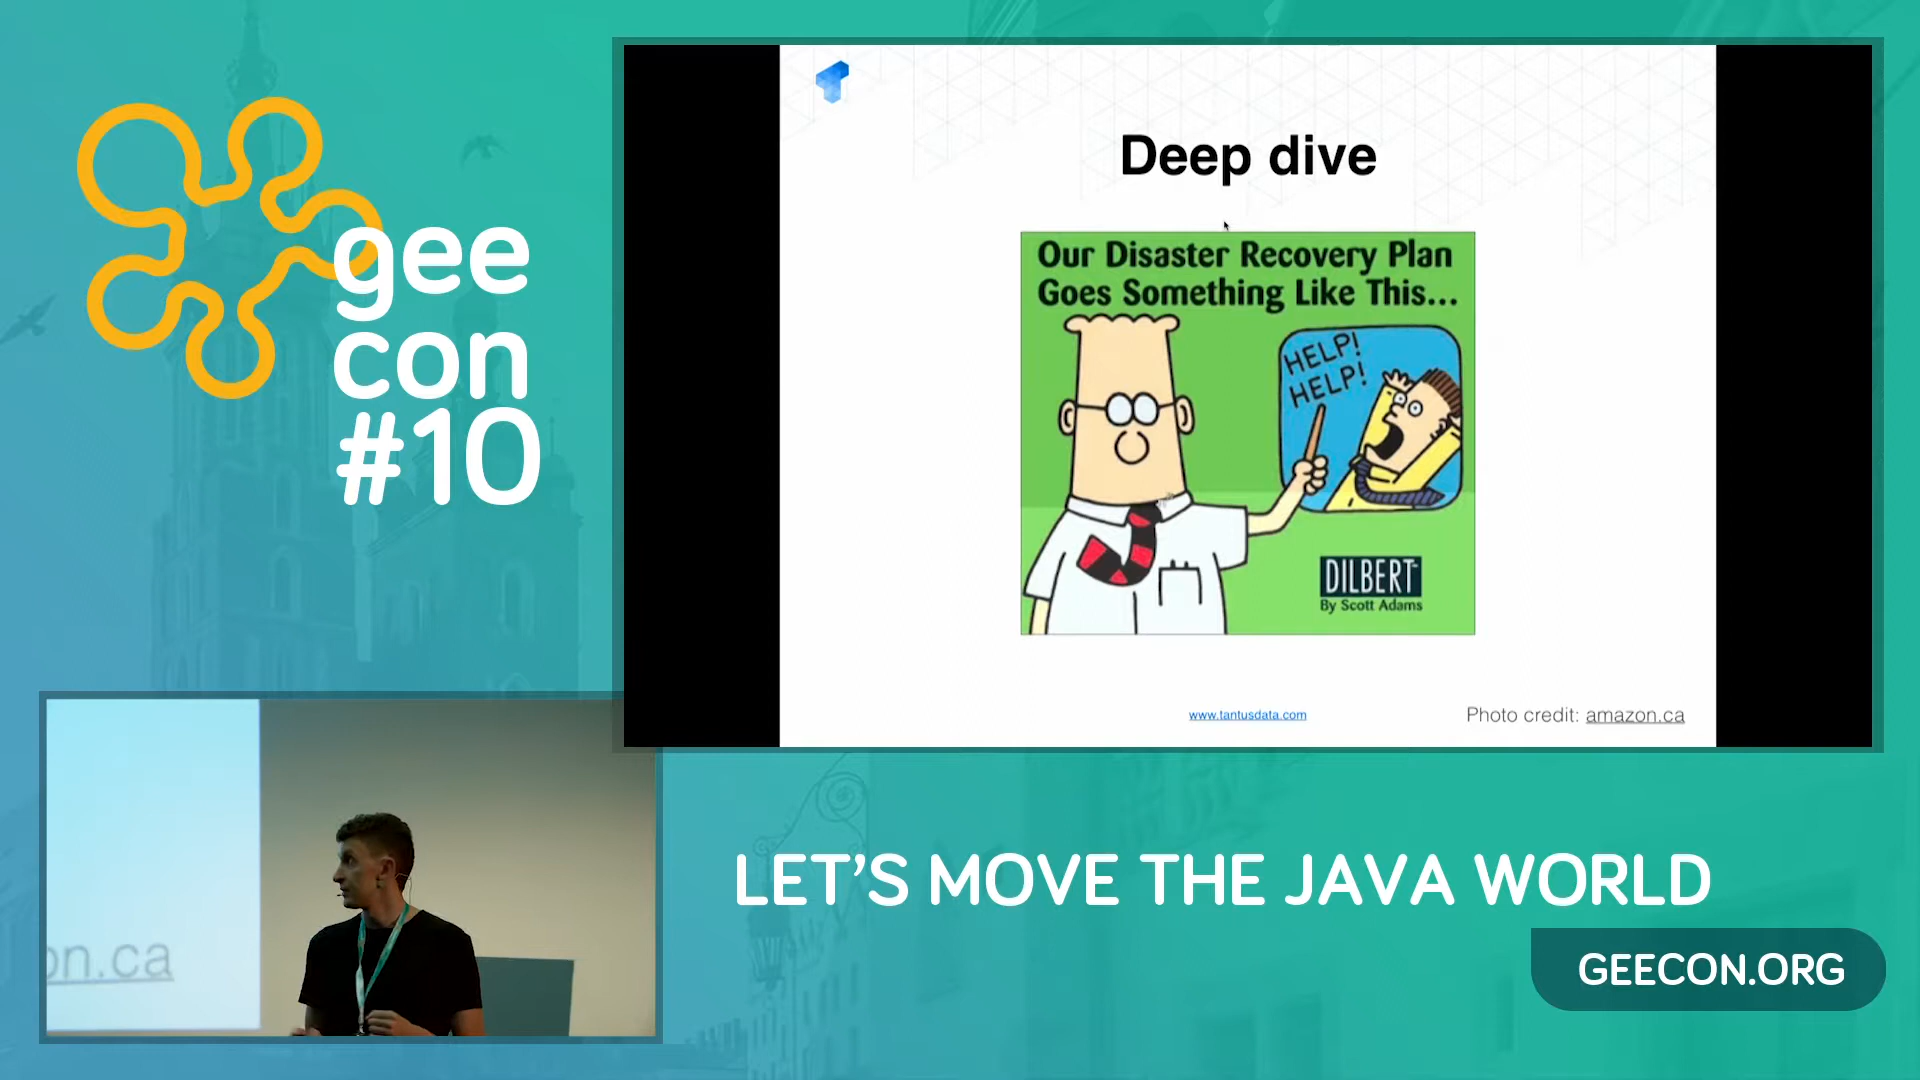 gee
con
#10
Deep dive
Our Disaster Recovery Plan
Goes Something Like This...
HELP!
HELP!
DILBERT
By Scott Adams
www.tantusdata.com
Photo credit: amazon.ca
on.ca
LET'S MOVE THE JAVA WORLD
GEECON.ORG